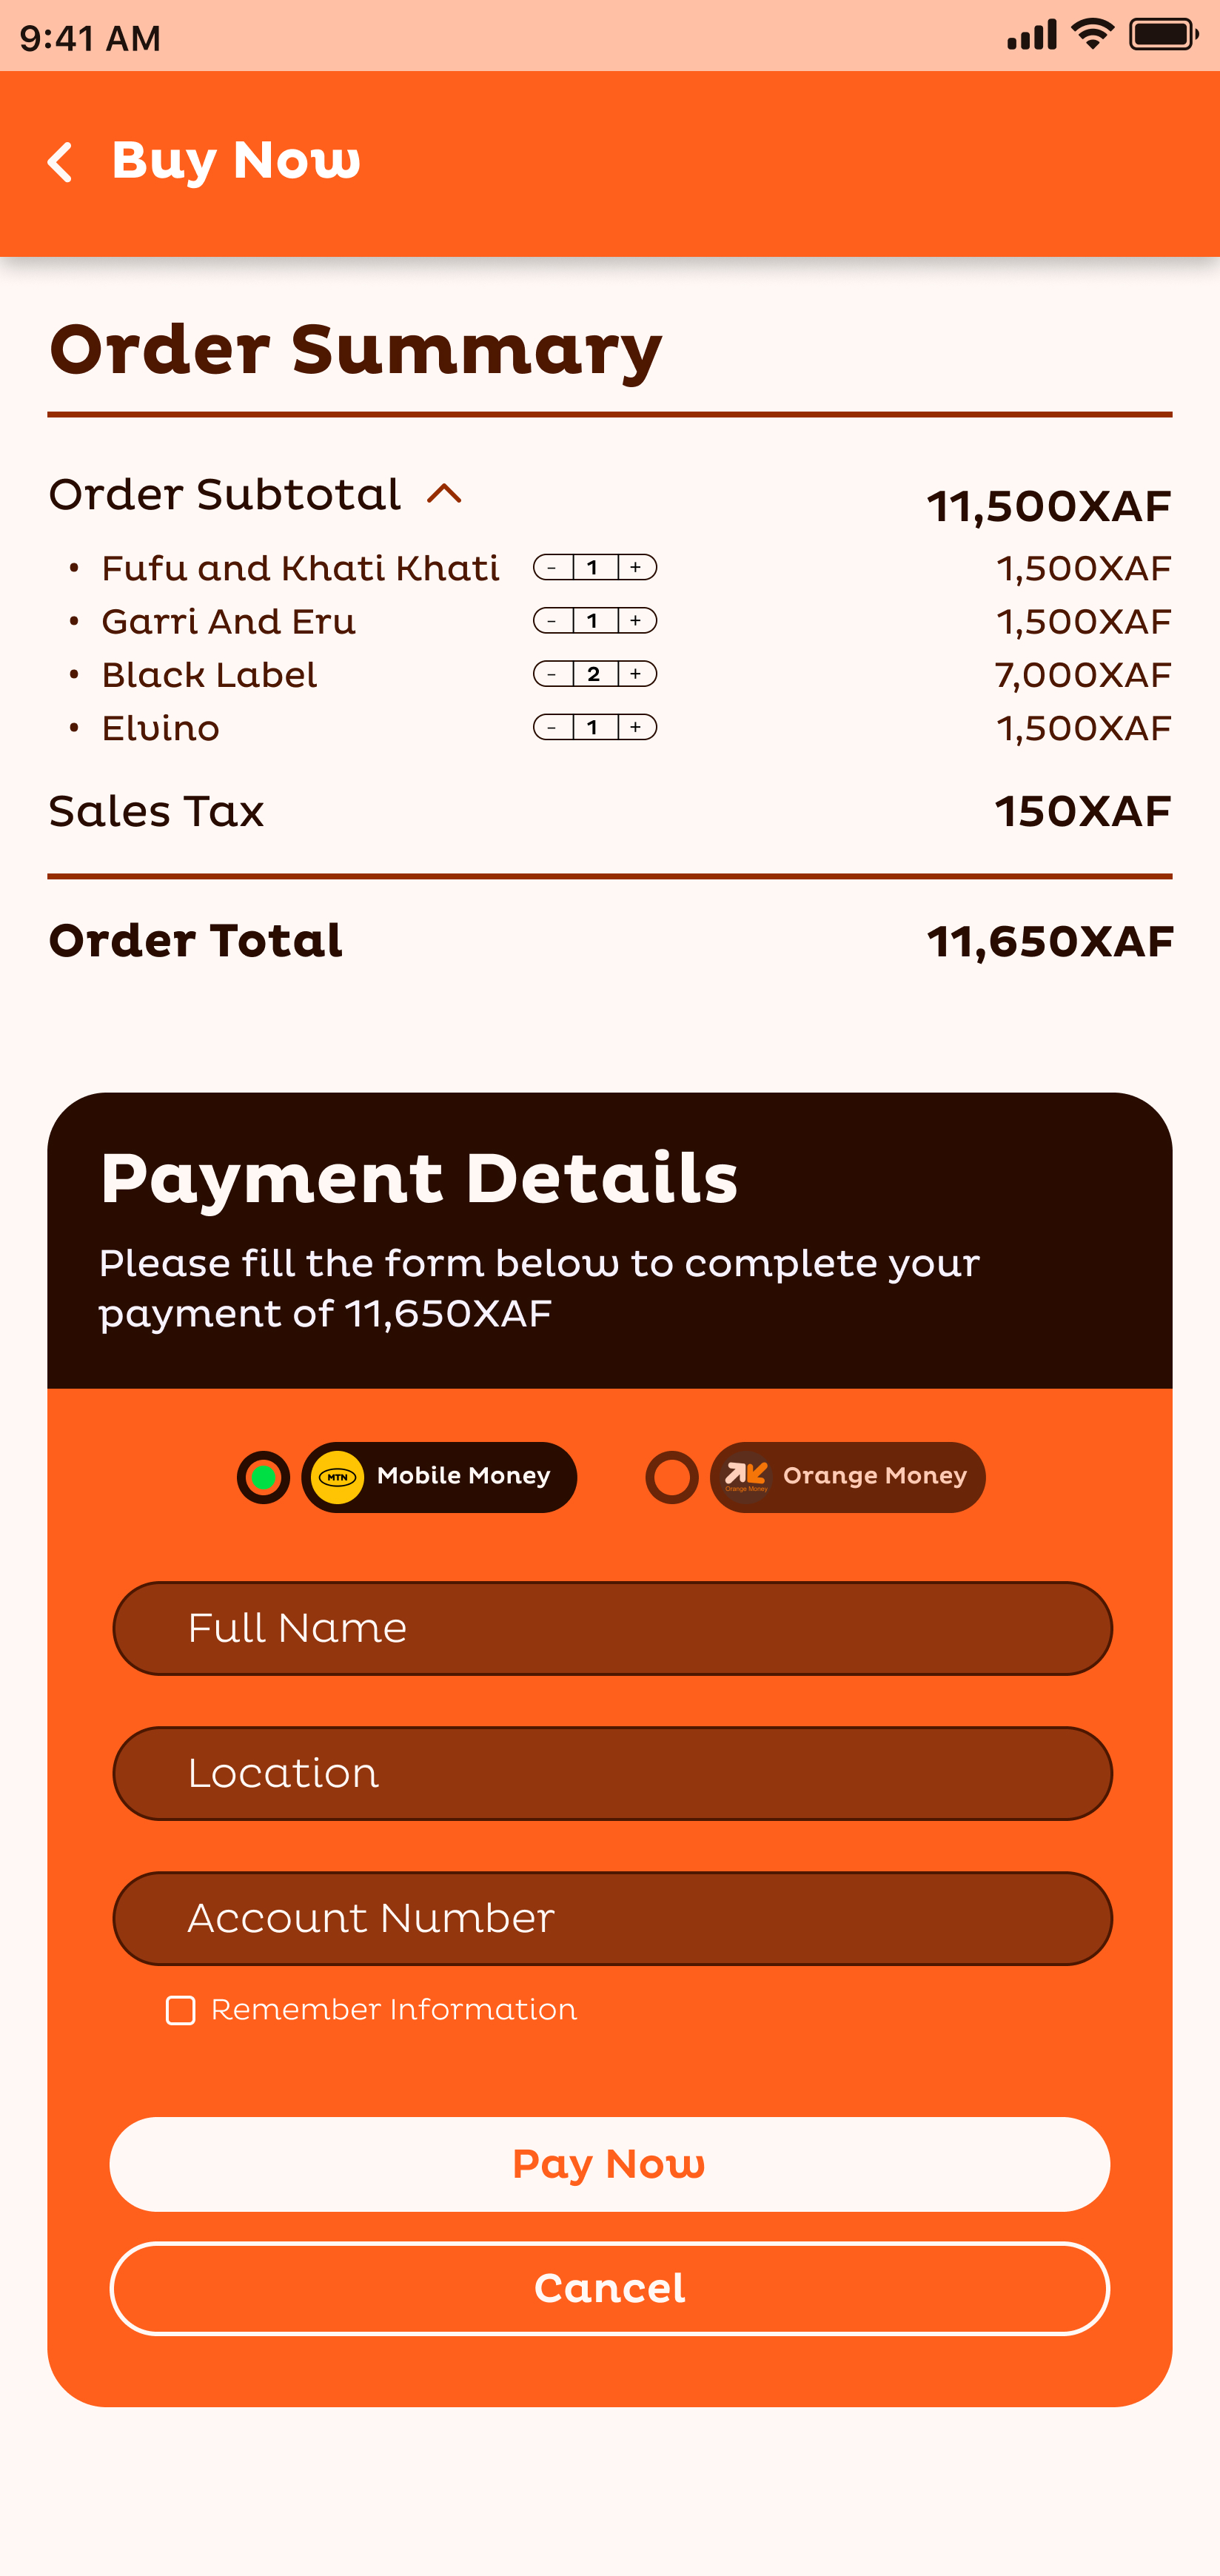 9:41 AM
Buy Now
Order Summary
Order Subtotal 11,500XAF
• Fufu and Khati Khati - 1 + 1,500XAF
• Garri And Eru - 1 + 1,500XAF
• Black Label - 2 + 7,000XAF
• Elvino - 1 + 1,500XAF
Sales Tax 150XAF
Order Total 11,650XAF
Payment Details
Please fill the form below to complete your
payment of 11,650XAF
MTN Mobile Money Orange Money Orange Money
Full Name
Location
Account Number
Remember Information
Pay Now
Cancel